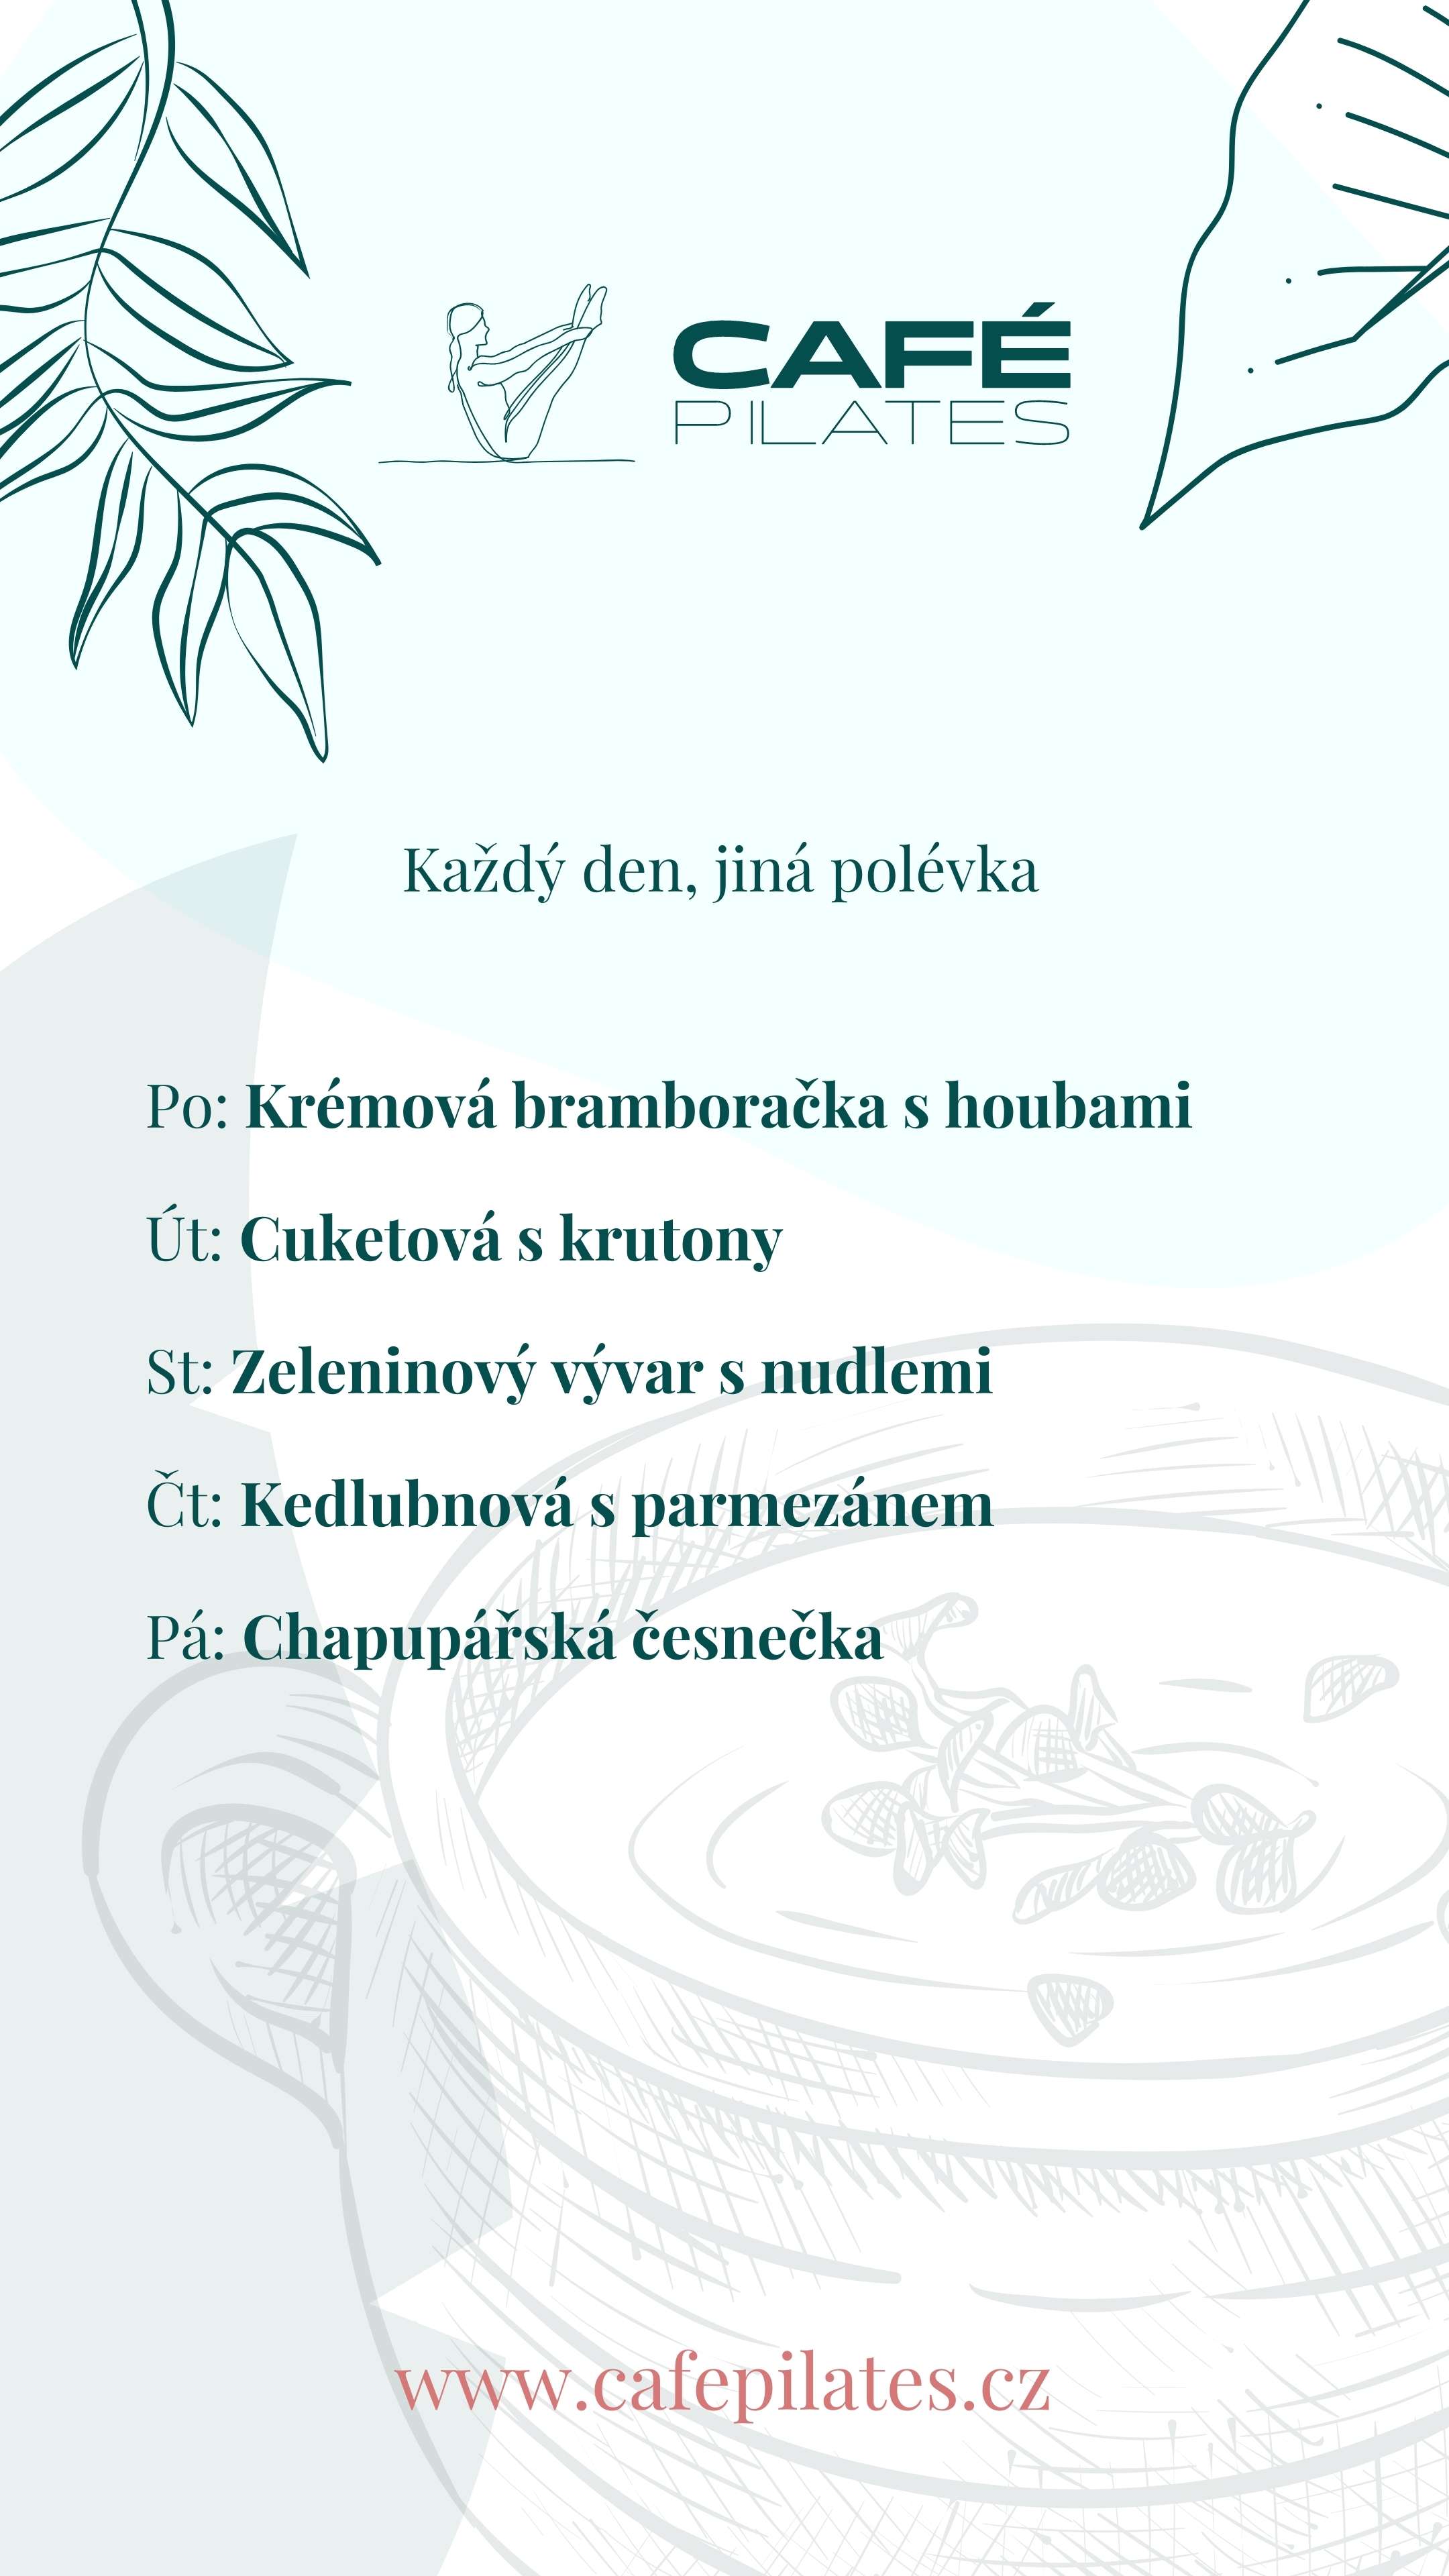 CAFÉ
PILATES
Každý den, jiná polévka
Po: Krémová bramboračka s houbami
Út: Cuketová s krutony
St: Zeleninový vývar s nudlemi
Čt: Kedlubnová s parmezánem
Pá: Chapupářská česnečka
www.cafepilates.cz